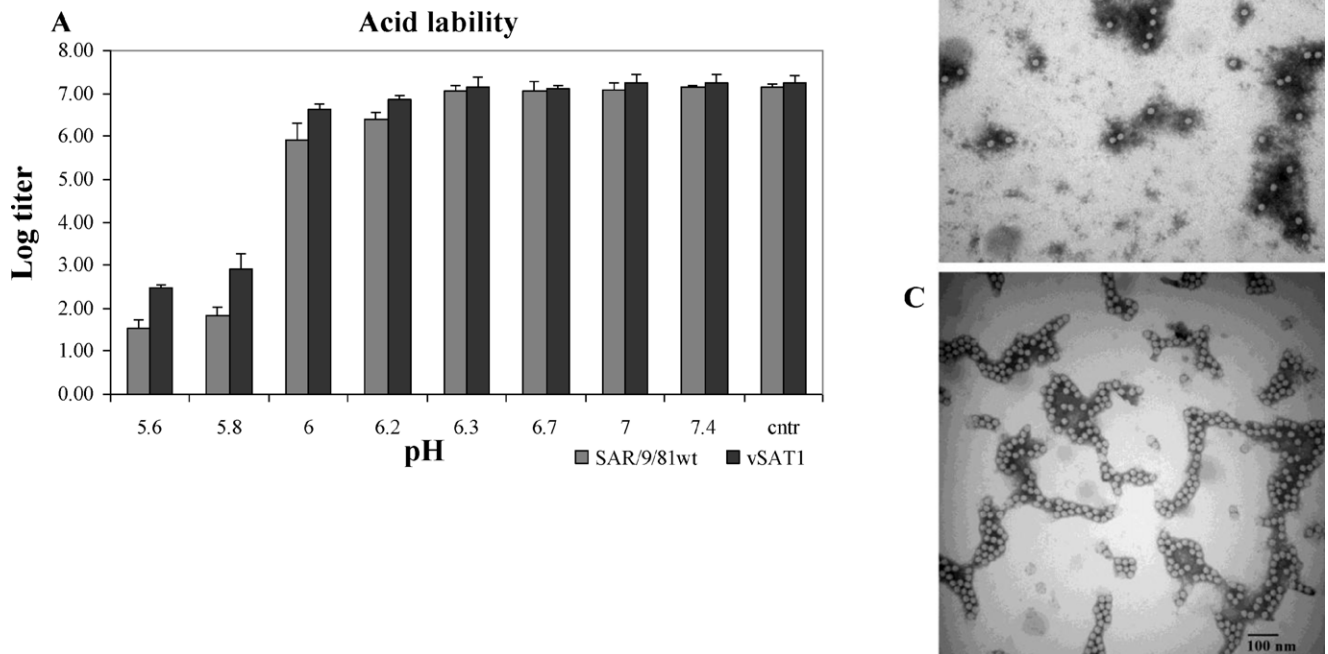 A
Acid lability
8.00
7.00
6.00
5.00
4.00
3.00
2.00
1.00
0.00
Log titer
5.6 5.8 6 6.2 6.3 6.7 7 7.4 cntr
pH
SAR/9/81wt vSAT1
C
100 nm